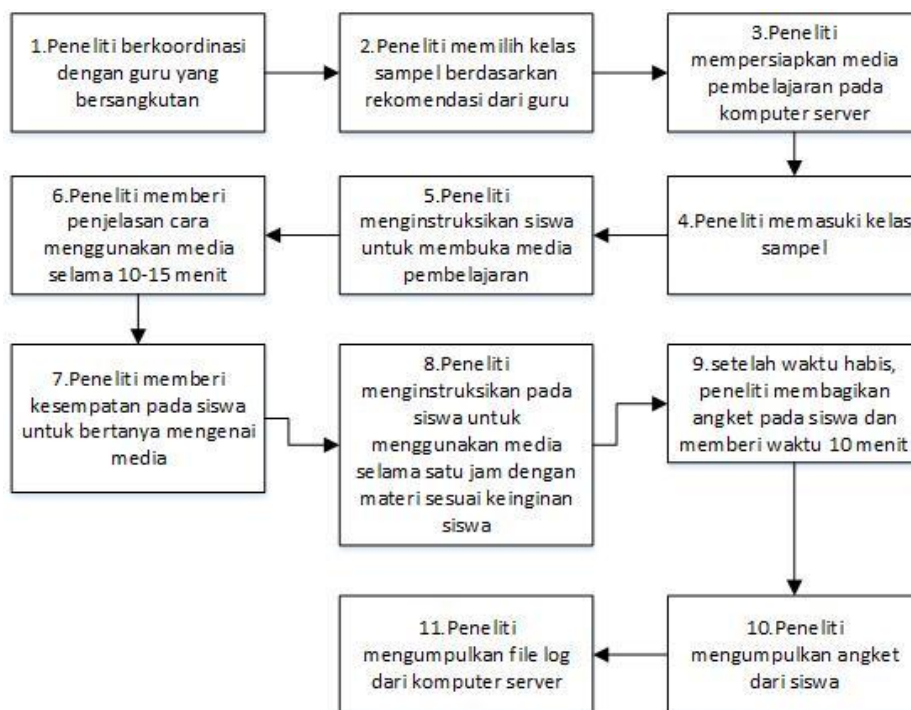 1.Peneliti berkoordinasi
dengan guru yang
bersangkutan
2.Peneliti memilih kelas
sampel berdasarkan
rekomendasi dari guru
3.Peneliti
mempersiapkan media
pembelajaran pada
komputer server
4.Peneliti memasuki kelas
sampel
5.Peneliti
menginstruksikan siswa
untuk membuka media
pembelajaran
6.Peneliti memberi
penjelasan cara
menggunakan media
selama 10-15 menit
7.Peneliti memberi
kesempatan pada siswa
untuk bertanya mengenai
media
8.Peneliti
menginstruksikan pada
siswa untuk
menggunakan media
selama satu jam dengan
materi sesuai keinginan
siswa
9.setelah waktu habis,
peneliti membagikan
angket pada siswa dan
memberi waktu 10 menit
10.Peneliti
mengumpulkan angket
dari siswa
11.Peneliti
mengumpulkan file log
dari komputer server